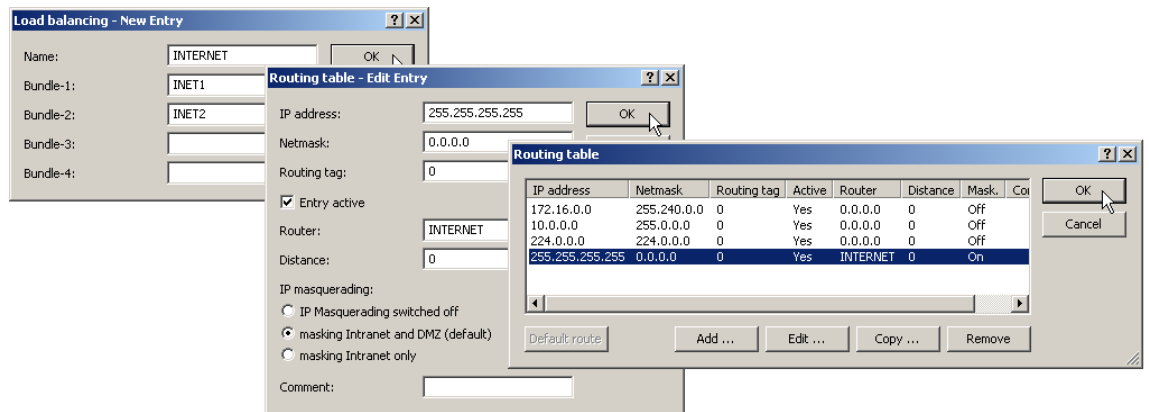 Load balancing - New Entry
Name: INTERNET OK
Bundle-1: INET1
Bundle-2: INET2
Bundle-3:
Bundle-4:
Routing table - Edit Entry
IP address: 255.255.255.255 OK
Netmask: 0.0.0.0
Routing tag: 0
Entry active
Router: INTERNET
Distance: 0
IP masquerading:
IP Masquerading switched off
masking Intranet and DMZ (default)
masking Intranet only
Comment:
Routing table
IP address Netmask Routing tag Active Router Distance Mask. OK
172.16.0.0 255.240.0.0 0 Yes 0.0.0.0 0 Off
10.0.0.0 255.0.0.0 0 Yes 0.0.0.0 0 Off
224.0.0.0 224.0.0.0 0 Yes 0.0.0.0 0 Off
255.255.255.255 0.0.0.0 0 Yes INTERNET 0 On
Cancel
Default route Add ... Edit ... Copy ... Remove